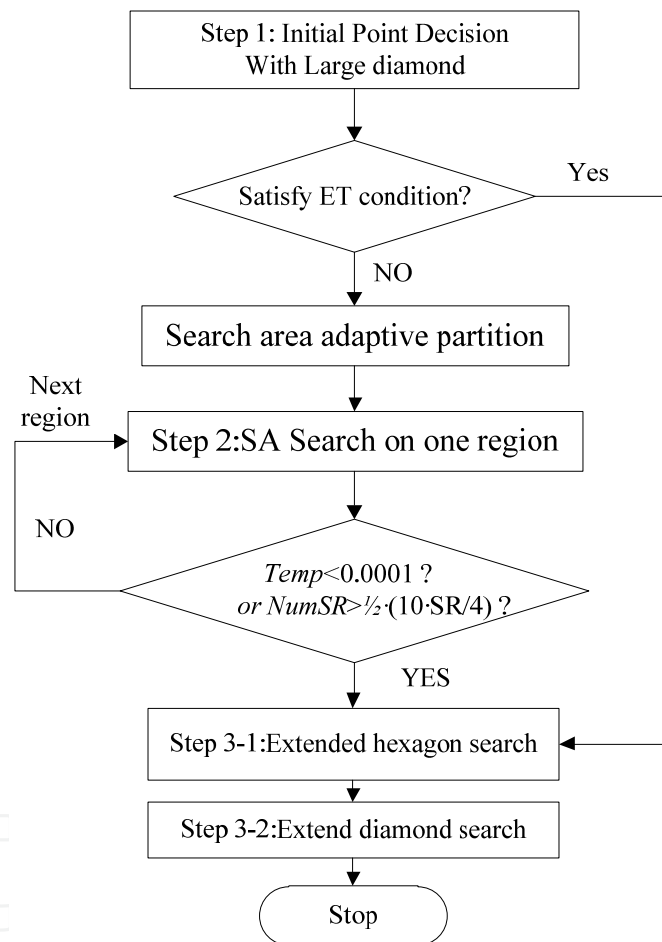 Step 1: Initial Point Decision
With Large diamond
Satisfy ET condition?
Yes
NO
Search area adaptive partition
Next
region
Step 2:SA Search on one region
NO
Temp<0.0001 ?
or NumSR>½·(10·SR/4) ?
YES
Step 3-1:Extended hexagon search
Step 3-2:Extend diamond search
Stop